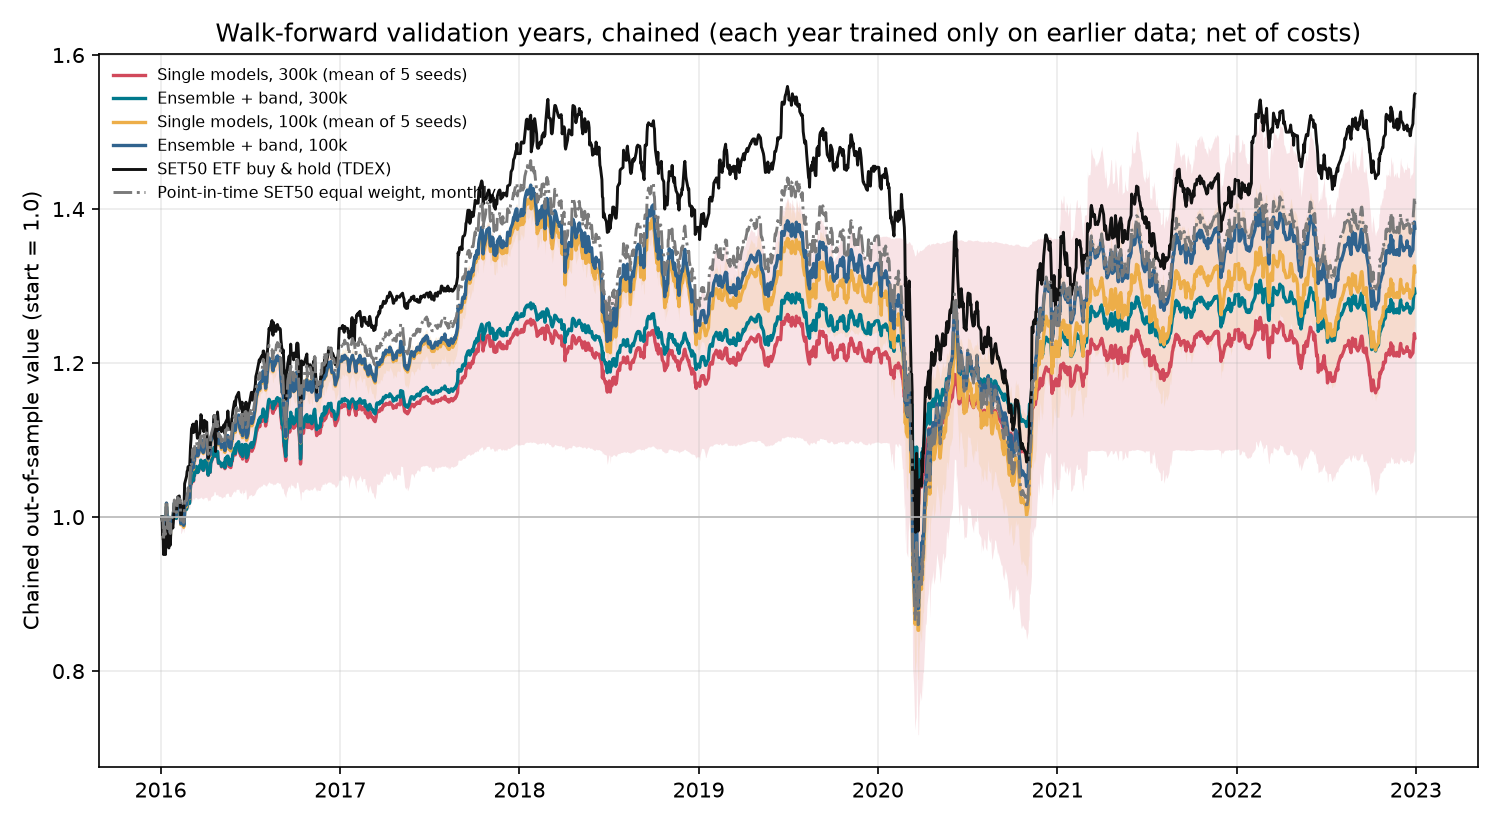 Walk-forward validation years, chained (each year trained only on earlier data; net of costs)
Chained out-of-sample value (start = 1.0)
1.6
1.4
1.2
1.0
0.8
Single models, 300k (mean of 5 seeds)
Ensemble + band, 300k
Single models, 100k (mean of 5 seeds)
Ensemble + band, 100k
SET50 ETF buy & hold (TDEX)
Point-in-time SET50 equal weight, monthly
2016
2017
2018
2019
2020
2021
2022
2023